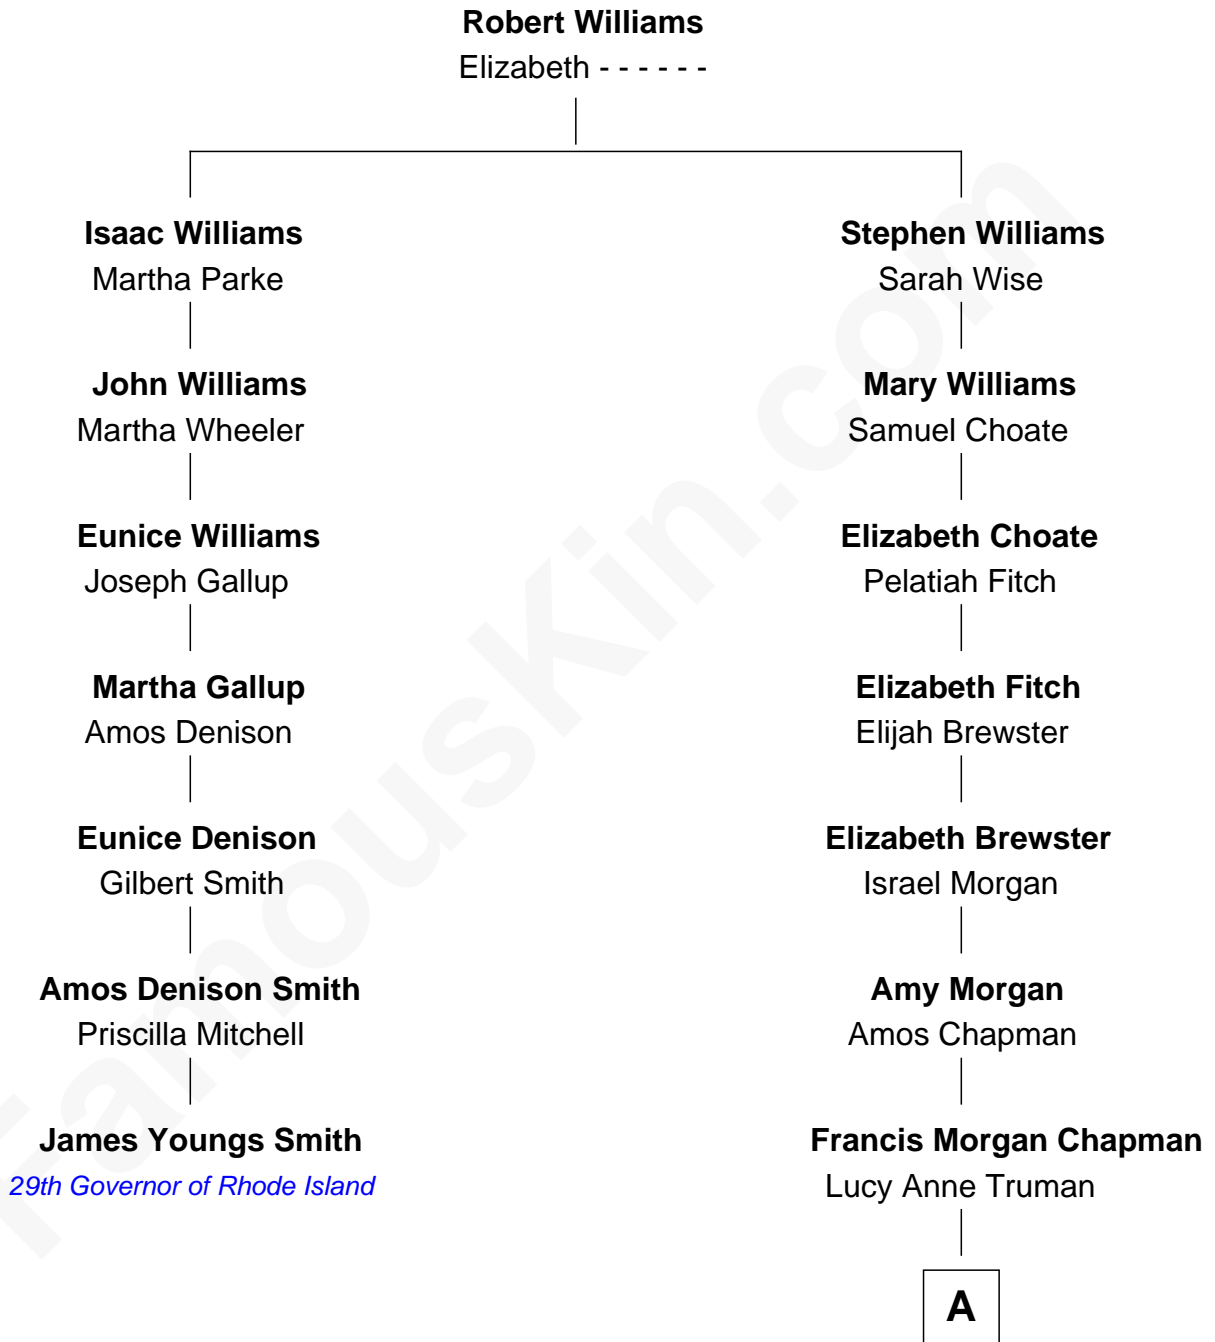 Robert Williams
Elizabeth - - - - - -
Isaac Williams
Martha Parke
John Williams
Martha Wheeler
Eunice Williams
Joseph Gallup
Martha Gallup
Amos Denison
Eunice Denison
Gilbert Smith
Amos Denison Smith
Priscilla Mitchell
James Youngs Smith
29th Governor of Rhode Island
Stephen Williams
Sarah Wise
Mary Williams
Samuel Choate
Elizabeth Choate
Pelatiah Fitch
Elizabeth Fitch
Elijah Brewster
Elizabeth Brewster
Israel Morgan
Amy Morgan
Amos Chapman
Francis Morgan Chapman
Lucy Anne Truman
A
FamousKin.com